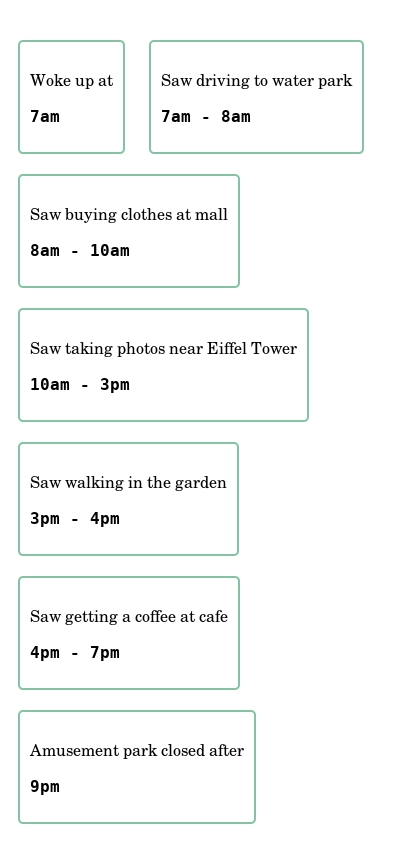 Woke up at
7am
Saw driving to water park
7am - 8am
Saw buying clothes at mall
8am - 10am
Saw taking photos near Eiffel Tower
10am - 3pm
Saw walking in the garden
3pm - 4pm
Saw getting a coffee at cafe
4pm - 7pm
Amusement park closed after
9pm